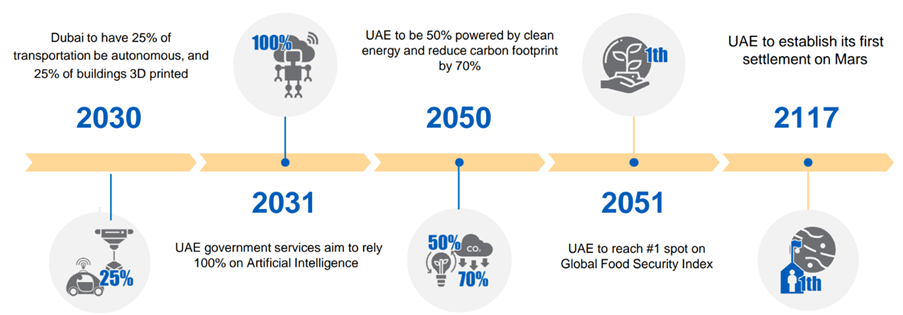 Dubai to have 25% of
transportation be autonomous, and
25% of buildings 3D printed
2030
25%
100%
2031
UAE government services aim to rely
100% on Artificial Intelligence
UAE to be 50% powered by clean
energy and reduce carbon footprint
by 70%
2050
50%
CO₂
70%
1th
2051
UAE to reach #1 spot on
Global Food Security Index
UAE to establish its first
settlement on Mars
2117
1th